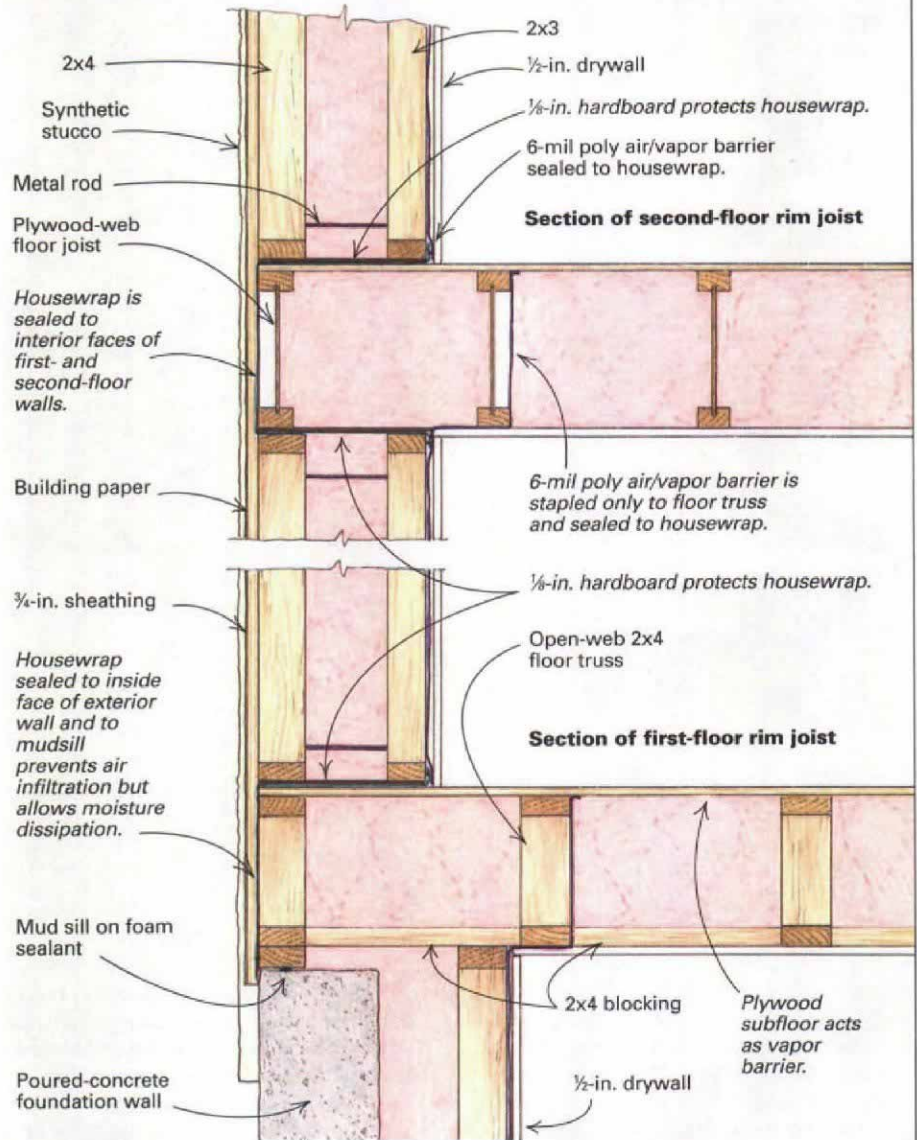 2x4
Synthetic
stucco
Metal rod
Plywood-web
floor joist
Housewrap is
sealed to
interior faces of
first- and
second-floor
walls.
Building paper
¾-in. sheathing
Housewrap
sealed to inside
face of exterior
wall and to
mudsill
prevents air
infiltration but
allows moisture
dissipation.
Mud sill on foam
sealant
Poured-concrete
foundation wall
2x3
½-in. drywall
⅛-in. hardboard protects housewrap.
6-mil poly air/vapor barrier
sealed to housewrap.
Section of second-floor rim joist
6-mil poly air/vapor barrier is
stapled only to floor truss
and sealed to housewrap.
⅛-in. hardboard protects housewrap.
Open-web 2x4
floor truss
Section of first-floor rim joist
2x4 blocking
Plywood
subfloor acts
as vapor
barrier.
½-in. drywall